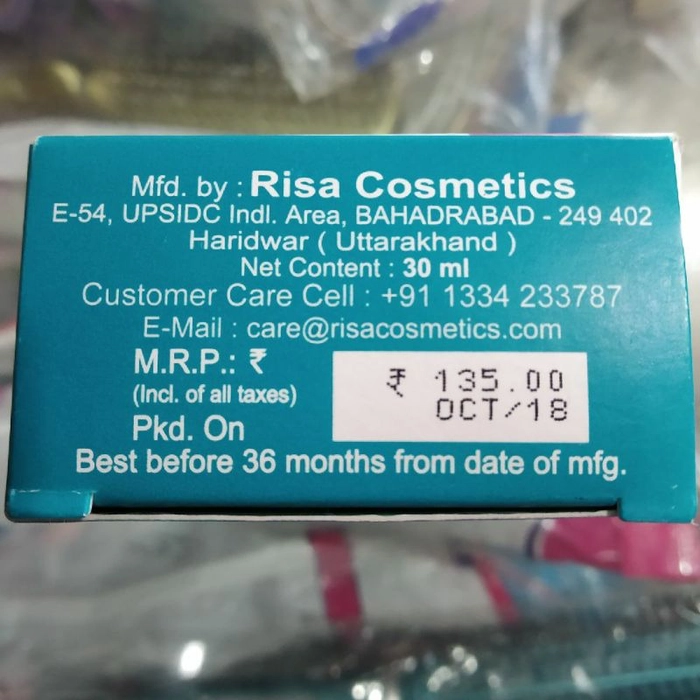 Mfd. by : Risa Cosmetics
E-54, UPSIDC Indl. Area, BAHADRABAD - 249 402
Haridwar ( Uttarakhand )
Net Content : 30 ml
Customer Care Cell : +91 1334 233787
E-Mail : care@risacosmetics.com
M.R.P.: ₹
(Incl. of all taxes)
₹ 135.00
Pkd. On
OCT/18
Best before 36 months from date of mfg.